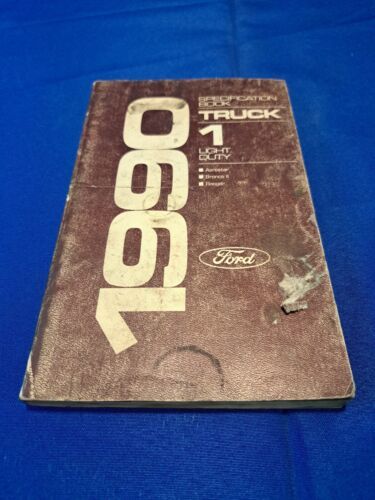 1990
SPECIFICATION
BOOK
TRUCK
1
LIGHT
DUTY
Aerostar
Bronco II
Ranger
Ford